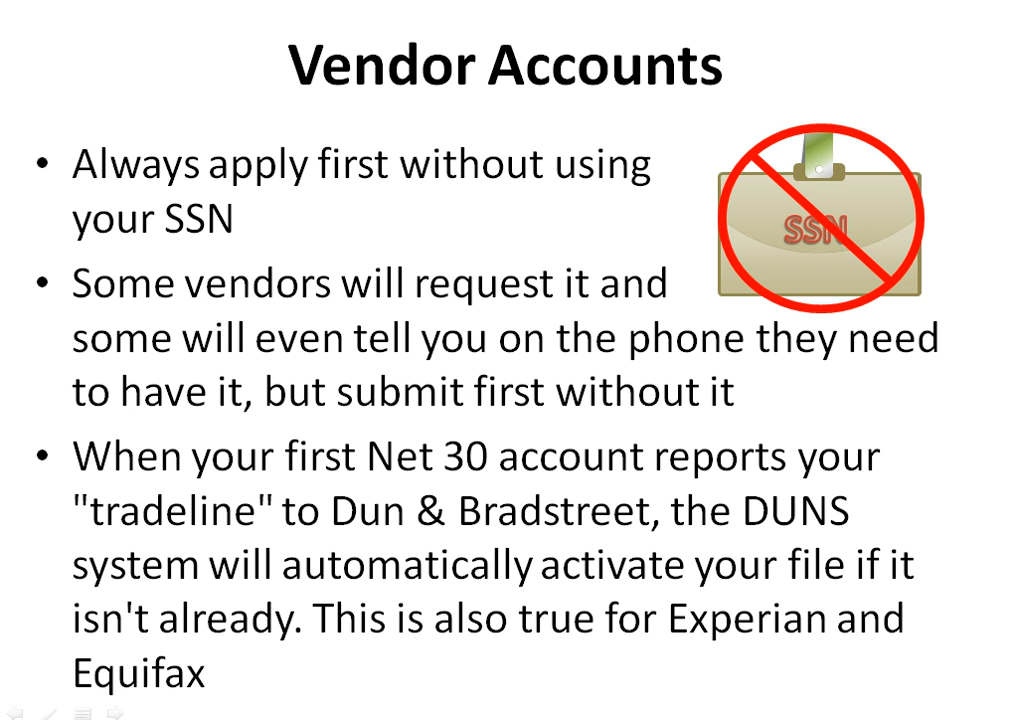 Vendor Accounts
• Always apply first without using
your SSN
SSN
• Some vendors will request it and
some will even tell you on the phone they need
to have it, but submit first without it
• When your first Net 30 account reports your
"tradeline" to Dun & Bradstreet, the DUNS
system will automatically activate your file if it
isn't already. This is also true for Experian and
Equifax